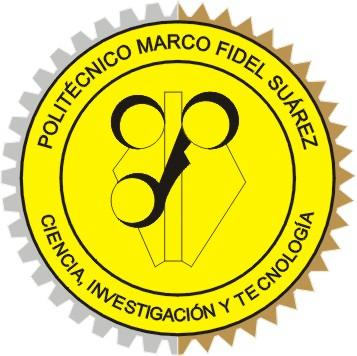 POLITÉCNICO MARCO FIDEL SUÁREZ
CIENCIA, INVESTIGACIÓN Y TECNOLOGÍA